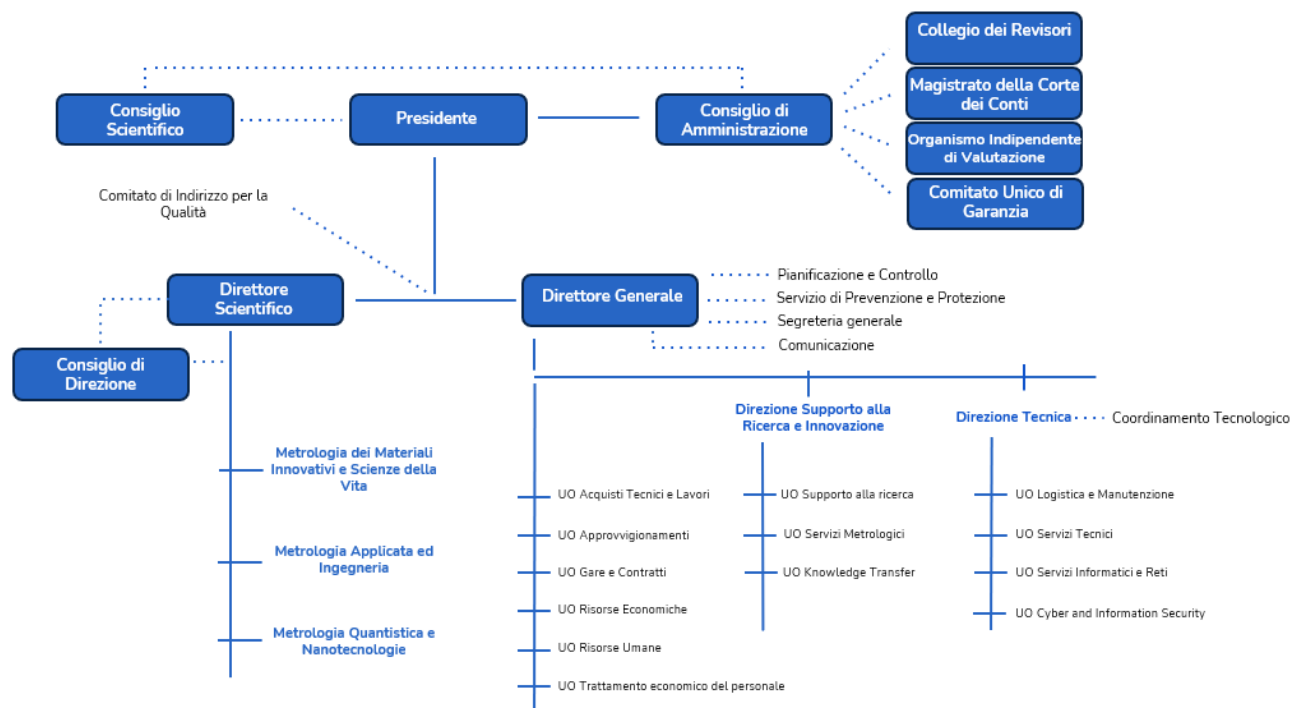 Collegio dei Revisori
Consiglio
Scientifico
Presidente
Consiglio di
Amministrazione
Magistrato della Corte
dei Conti
Organismo Indipendente
di Valutazione
Comitato Unico di
Garanzia
Comitato di Indirizzo per la
Qualità
Direttore
Scientifico
Direttore Generale
Pianificazione e Controllo
Servizio di Prevenzione e Protezione
Segreteria generale
Comunicazione
Consiglio di
Direzione
Metrologia dei Materiali
Innovativi e Scienze della
Vita
Metrologia Applicata ed
Ingegneria
Metrologia Quantistica e
Nanotecnologie
UO Acquisti Tecnici e Lavori
UO Approvvigionamenti
UO Gare e Contratti
UO Risorse Economiche
UO Risorse Umane
UO Trattamento economico del personale
Direzione Supporto alla
Ricerca e Innovazione
UO Supporto alla ricerca
UO Servizi Metrologici
UO Knowledge Transfer
Direzione Tecnica
Coordinamento Tecnologico
UO Logistica e Manutenzione
UO Servizi Tecnici
UO Servizi Informatici e Reti
UO Cyber and Information Security